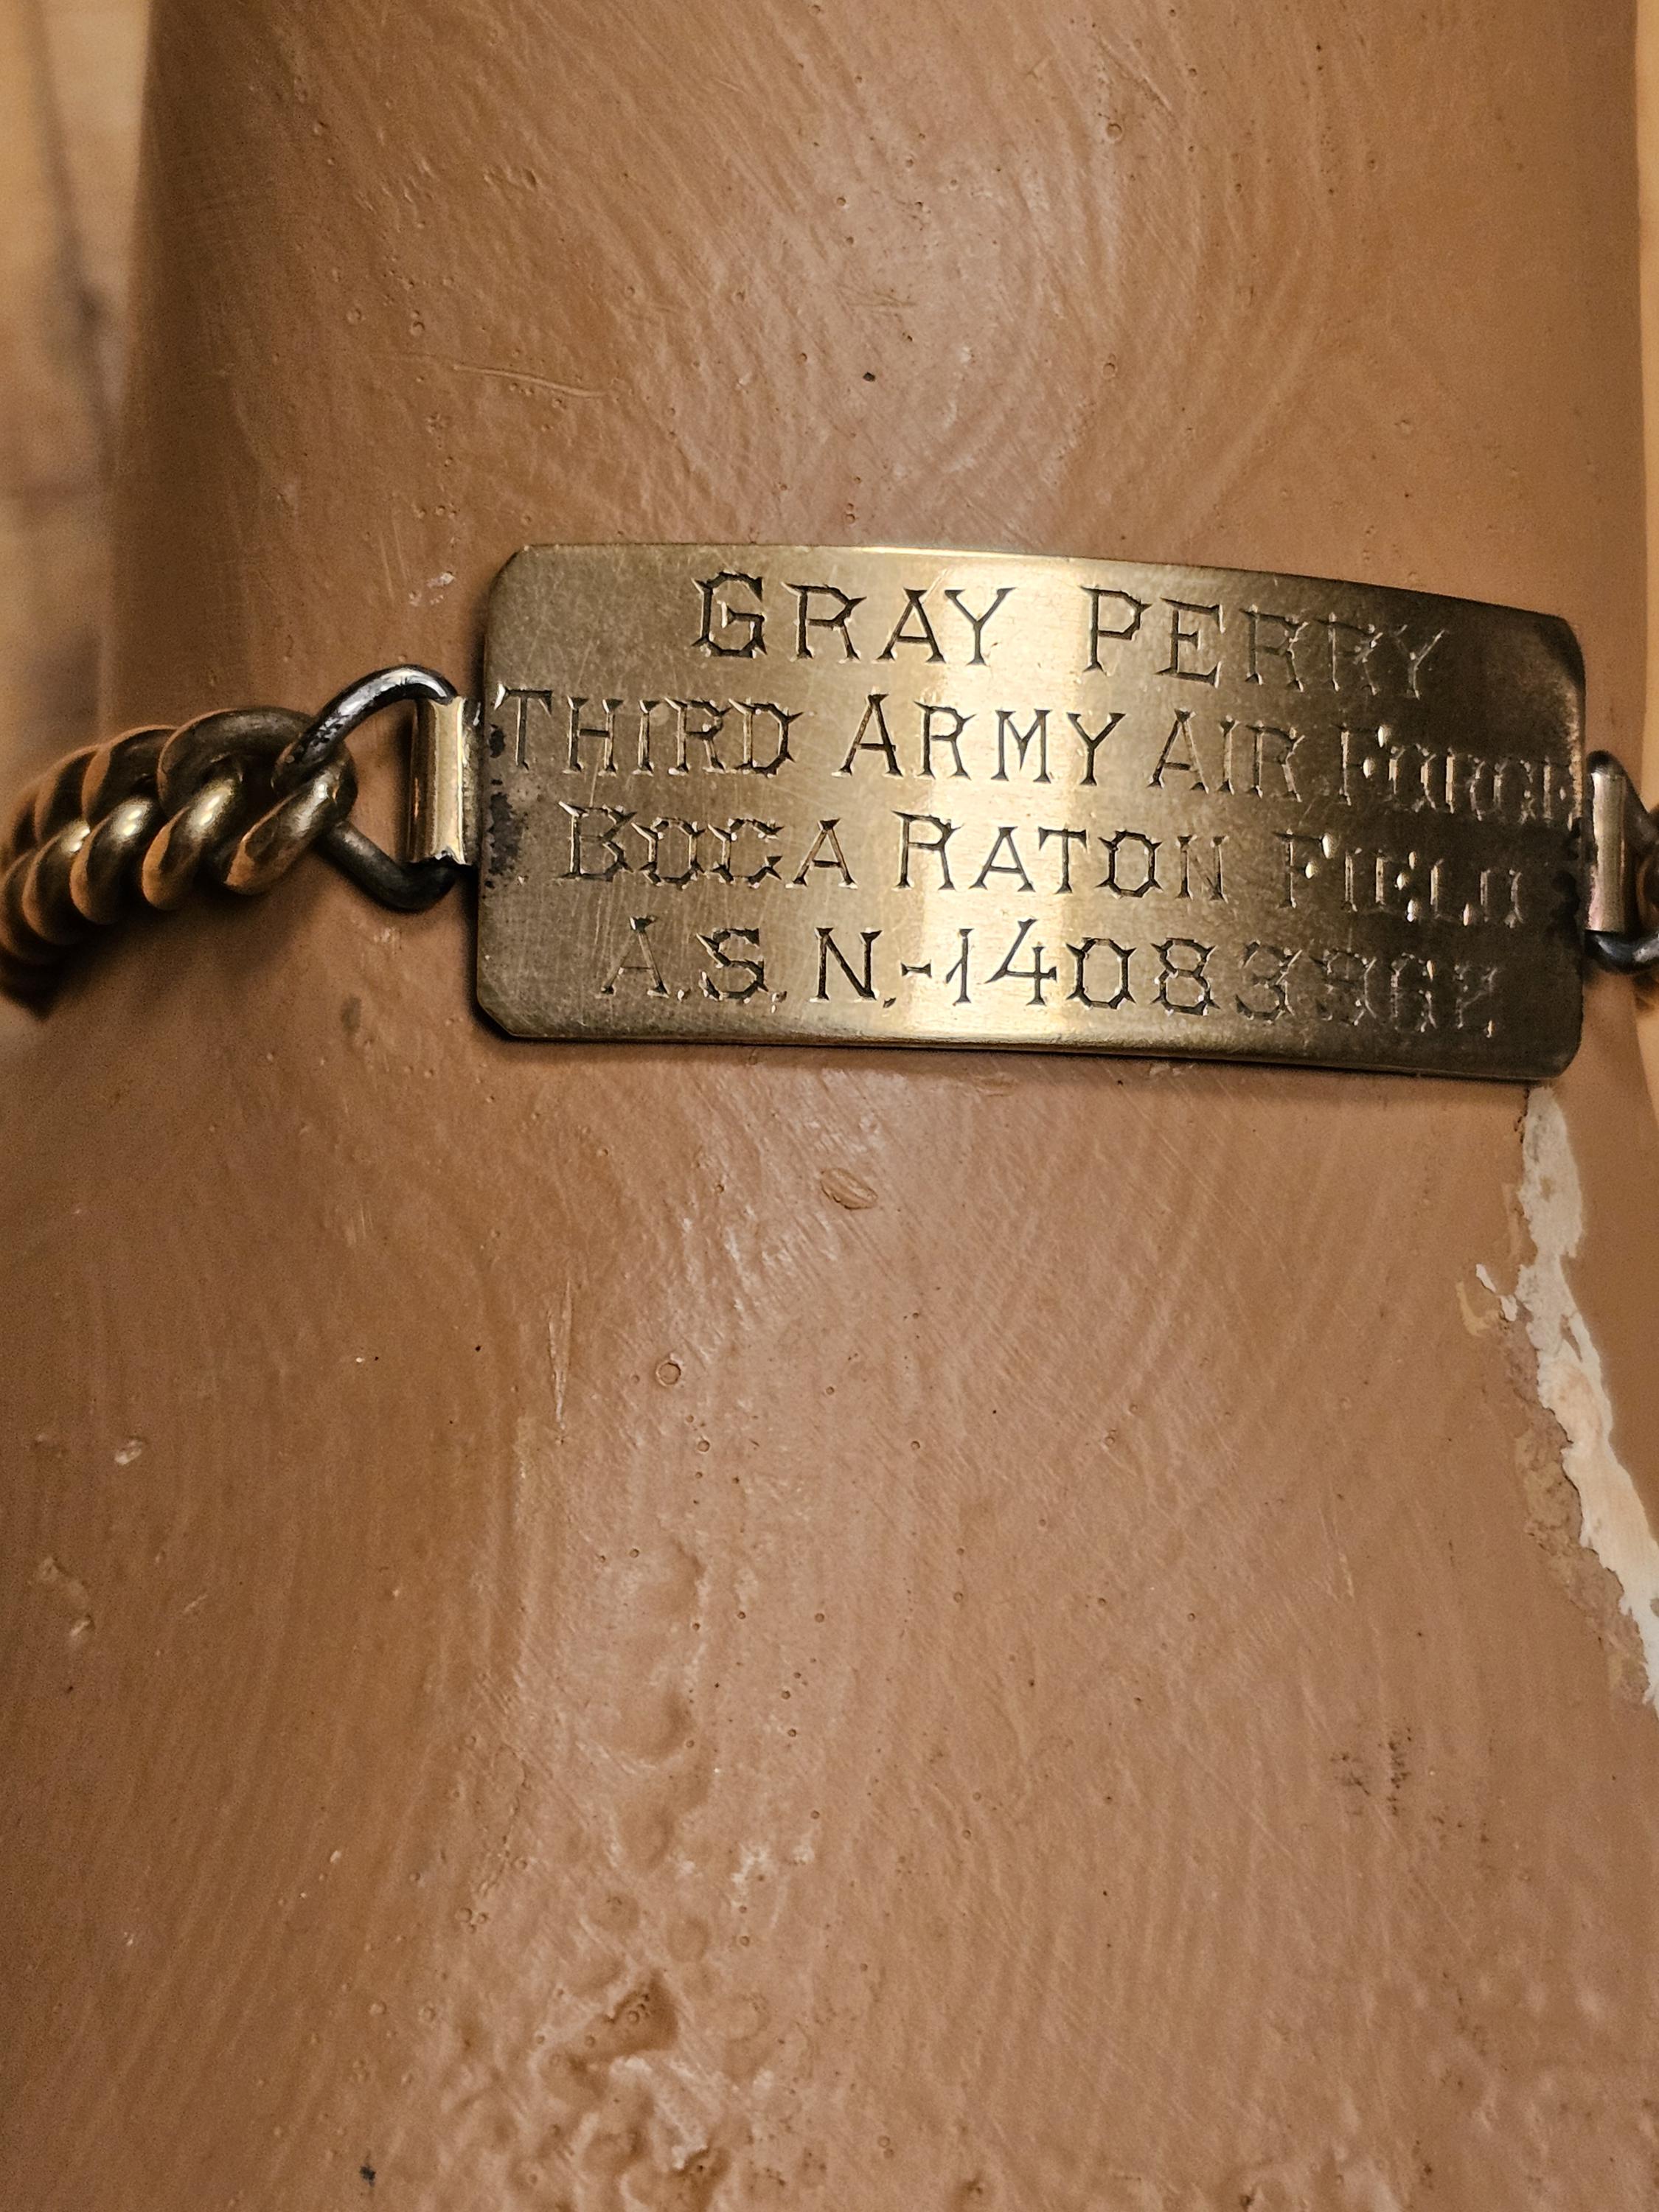 GRAY PERRY
THIRD ARMY AIR FORCE
BOCA RATON FIELD
A.S.N.-